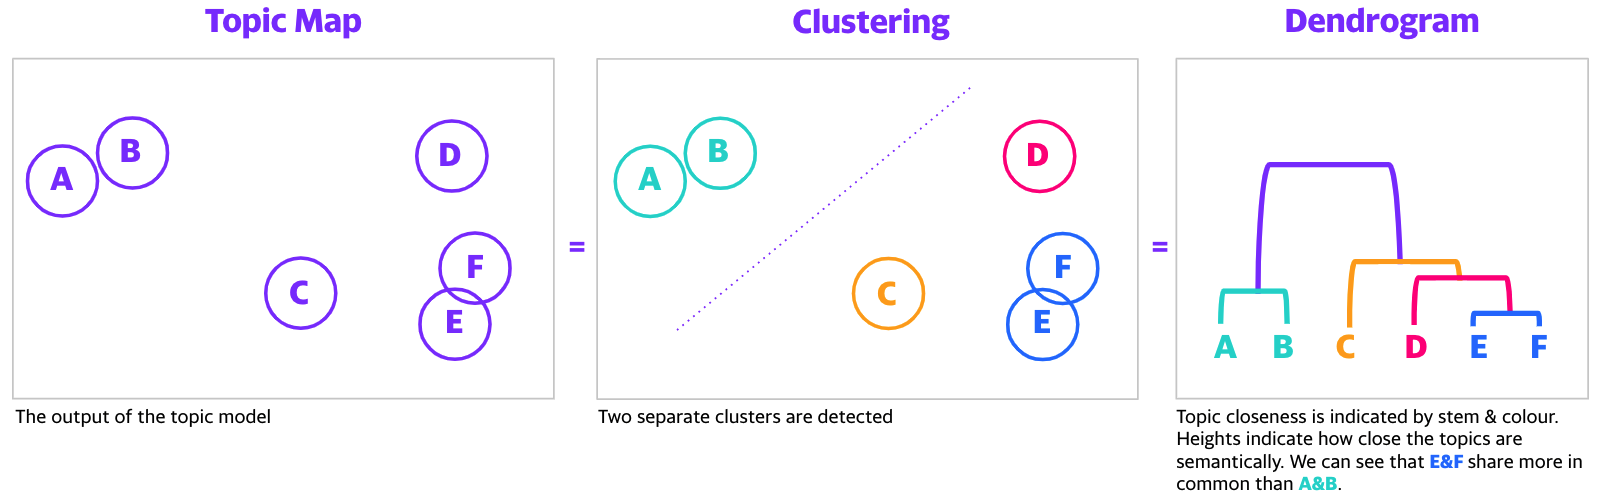 Topic Map
Clustering
Dendrogram
A
B
D
F
C
E
=
A
B
D
F
C
E
=
A B C D E F
The output of the topic model
Two separate clusters are detected
Topic closeness is indicated by stem & colour.
Heights indicate how close the topics are
semantically. We can see that E&F share more in
common than A&B.